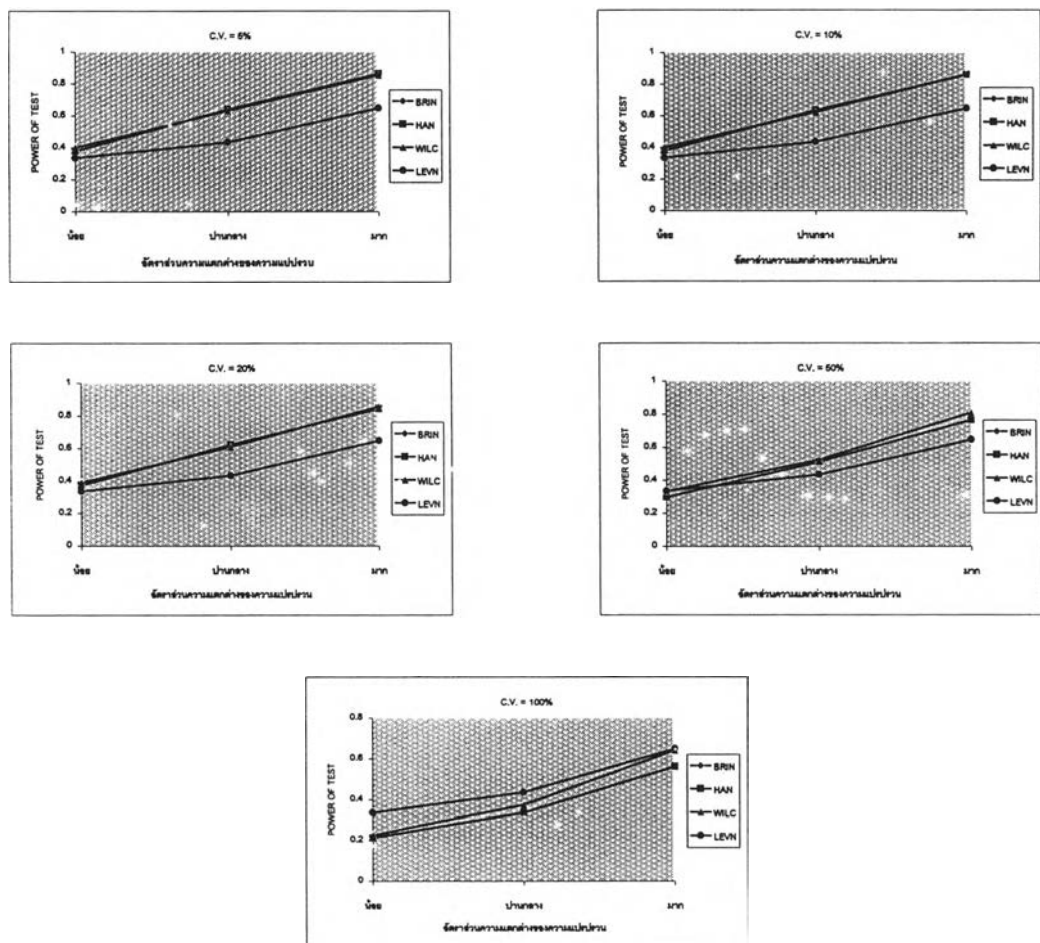 C.V. = 5%
POWER OF TEST
1
0.8
0.6
0.4
0.2
0
น้อย
ปานกลาง
มาก
อัตราส่วนความแตกต่างของความแปรปรวน
BRIN
HAN
WILC
LEVN
C.V. = 10%
POWER OF TEST
1
0.8
0.6
0.4
0.2
0
น้อย
ปานกลาง
มาก
อัตราส่วนความแตกต่างของความแปรปรวน
BRIN
HAN
WILC
LEVN
C.V. = 20%
POWER OF TEST
1
0.8
0.6
0.4
0.2
0
น้อย
ปานกลาง
มาก
อัตราส่วนความแตกต่างของความแปรปรวน
BRIN
HAN
WILC
LEVN
C.V. = 50%
POWER OF TEST
1
0.8
0.6
0.4
0.2
0
น้อย
ปานกลาง
มาก
อัตราส่วนความแตกต่างของความแปรปรวน
BRIN
HAN
WILC
LEVN
C.V. = 100%
POWER OF TEST
0.8
0.6
0.4
0.2
0
น้อย
ปานกลาง
มาก
อัตราส่วนความแตกต่างของความแปรปรวน
BRIN
HAN
WILC
LEVN